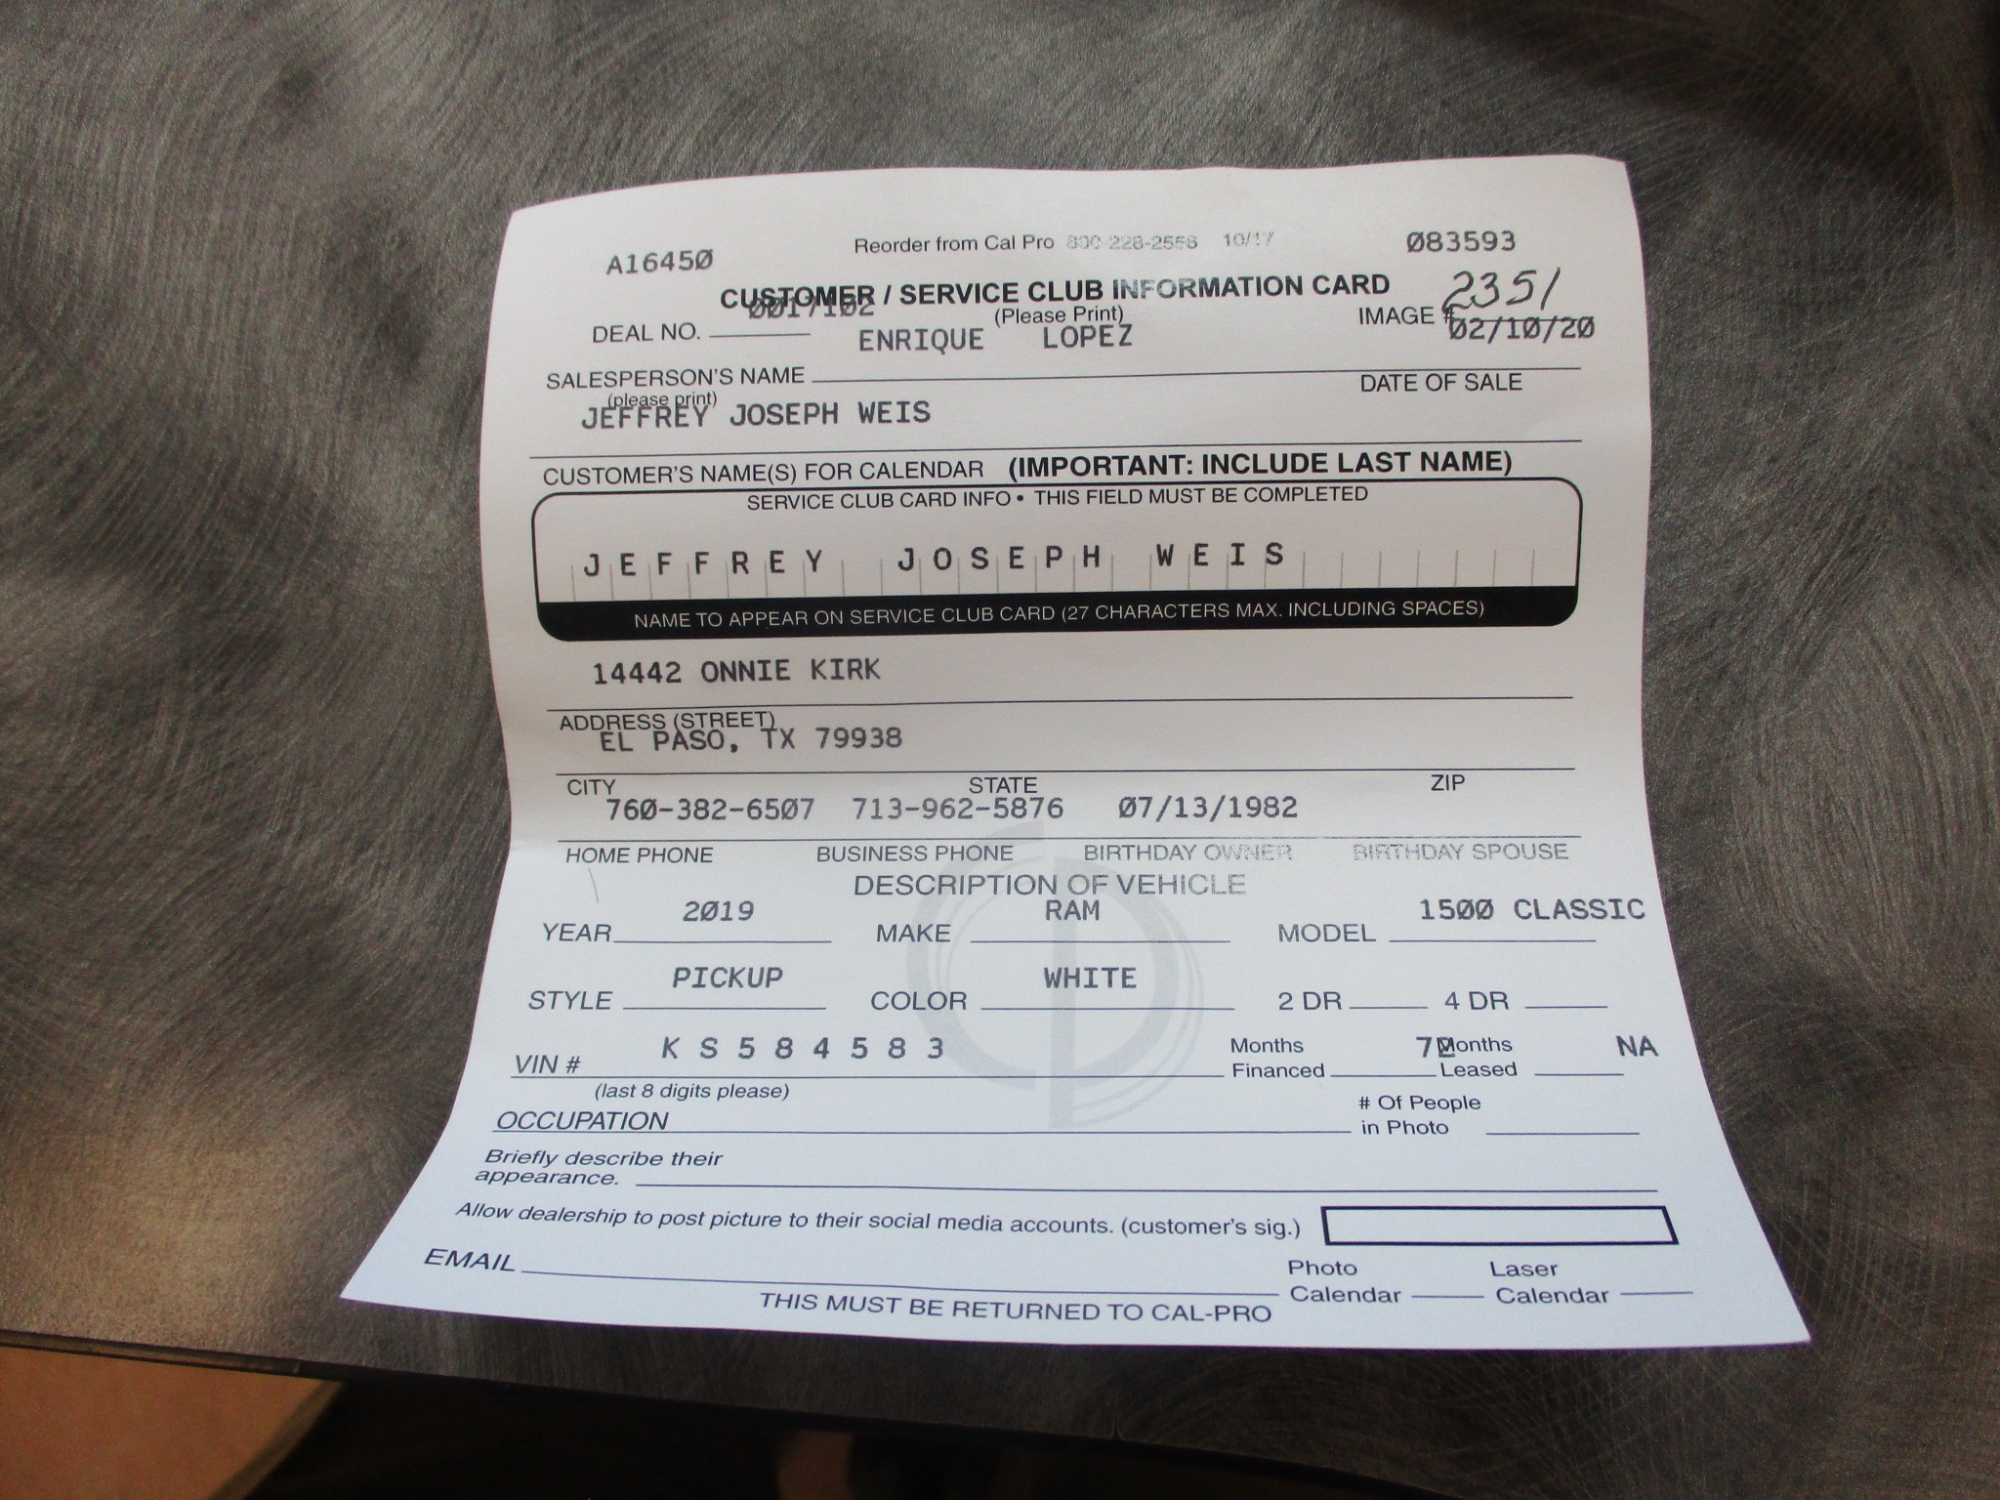 A16450 Reorder from Cal Pro 800-228-2558 10/17 083593
CUSTOMER / SERVICE CLUB INFORMATION CARD 2351
0017102 (Please Print) IMAGE #
DEAL NO. ENRIQUE LOPEZ 02/10/20
SALESPERSON'S NAME DATE OF SALE
(please print)
JEFFREY JOSEPH WEIS
CUSTOMER'S NAME(S) FOR CALENDAR (IMPORTANT: INCLUDE LAST NAME)
SERVICE CLUB CARD INFO • THIS FIELD MUST BE COMPLETED
JEFFREY JOSEPH WEIS
NAME TO APPEAR ON SERVICE CLUB CARD (27 CHARACTERS MAX. INCLUDING SPACES)
14442 ONNIE KIRK
ADDRESS (STREET)
EL PASO, TX 79938
CITY STATE ZIP
760-382-6507 713-962-5876 07/13/1982
HOME PHONE BUSINESS PHONE BIRTHDAY OWNER BIRTHDAY SPOUSE
DESCRIPTION OF VEHICLE
2019 RAM 1500 CLASSIC
YEAR MAKE MODEL
PICKUP WHITE
STYLE COLOR 2 DR 4 DR
K S 5 8 4 5 8 3 Months Months NA
VIN # Financed Leased
(last 8 digits please)
OCCUPATION # Of People
in Photo
Briefly describe their
appearance.
Allow dealership to post picture to their social media accounts. (customer's sig.)
EMAIL Photo Laser
Calendar Calendar
THIS MUST BE RETURNED TO CAL-PRO